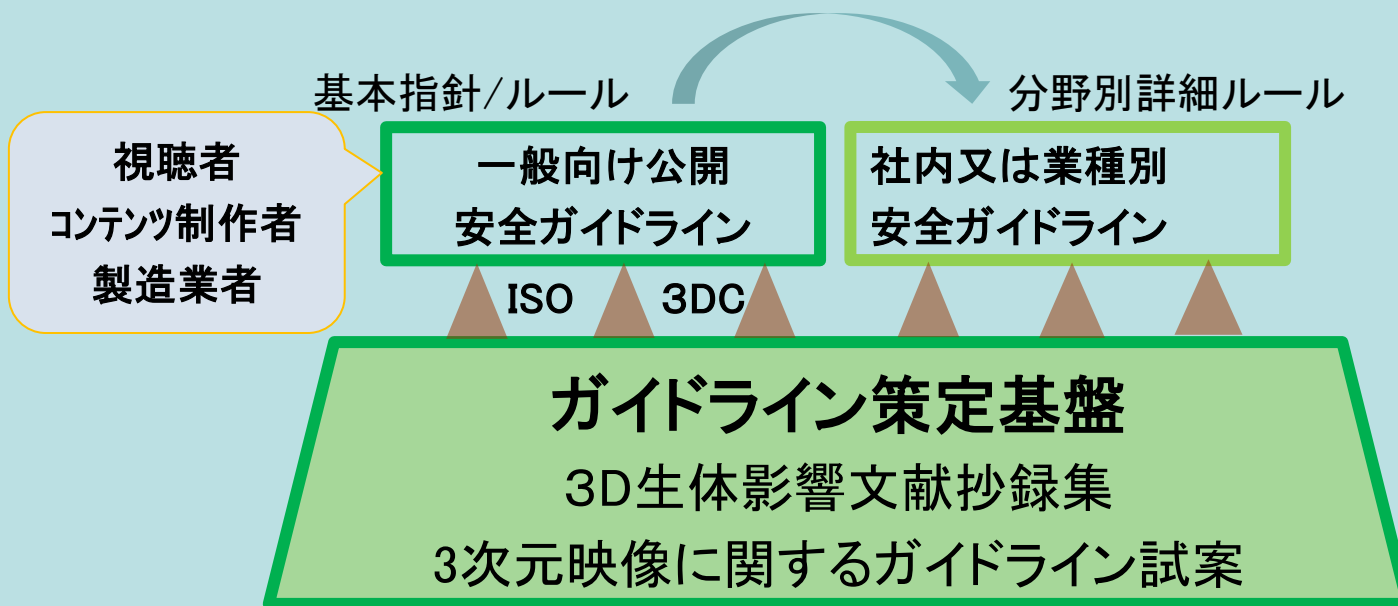 基本指針/ルール
分野別詳細ルール
視聴者
コンテンツ制作者
製造業者
一般向け公開
安全ガイドライン
社内又は業種別
安全ガイドライン
ISO
3DC
ガイドライン策定基盤
3D生体影響文献抄録集
3次元映像に関するガイドライン試案